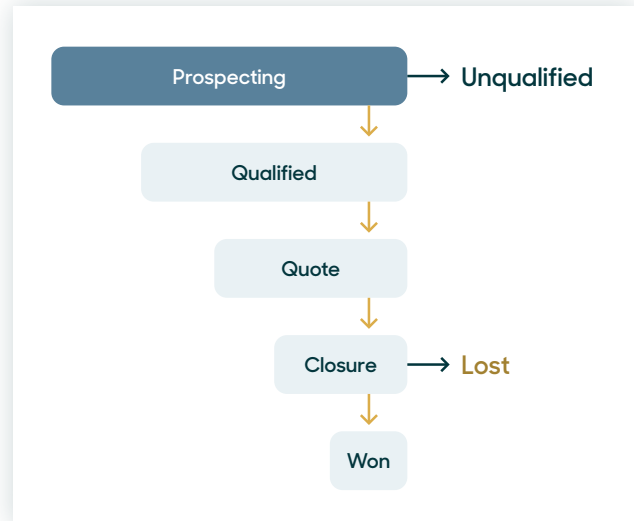 Prospecting
Unqualified
Qualified
Quote
Closure
Lost
Won